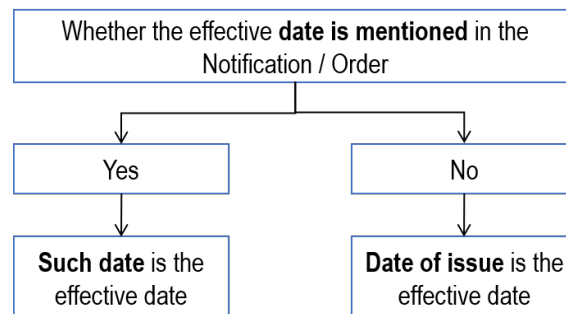 Whether the effective date is mentioned in the
Notification / Order
Yes
No
Such date is the
effective date
Date of issue is the
effective date